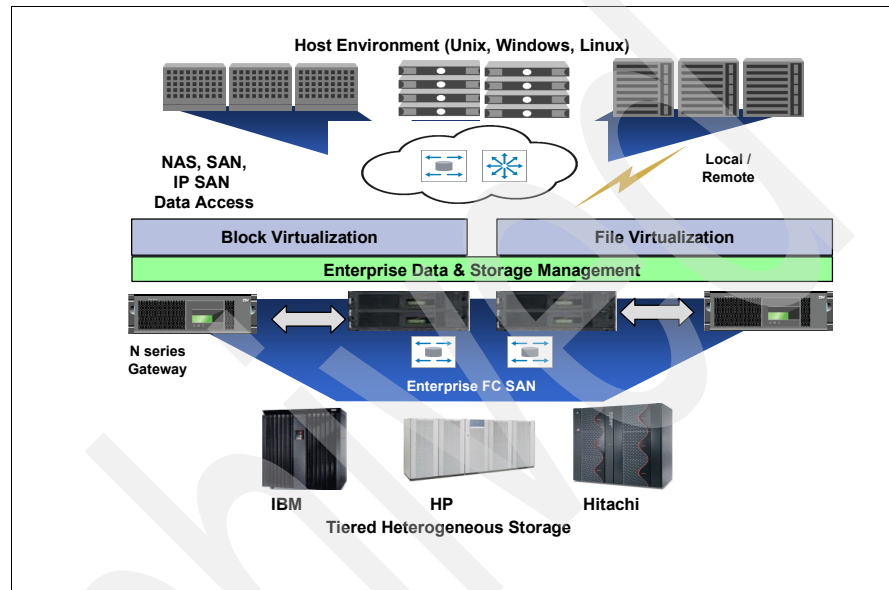 Host Environment (Unix, Windows, Linux)
NAS, SAN,
IP SAN
Data Access
Local /
Remote
Block Virtualization
File Virtualization
Enterprise Data & Storage Management
N series
Gateway
Enterprise FC SAN
IBM
HP
Hitachi
Tiered Heterogeneous Storage